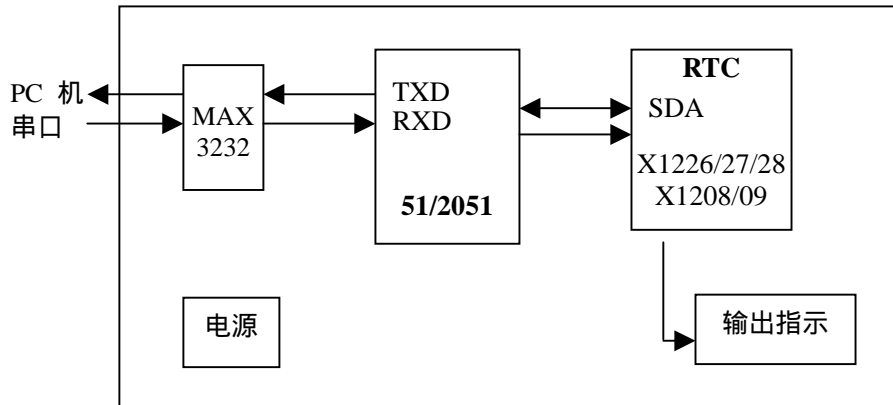 PC 机
串口
MAX
3232
TXD
RXD
51/2051
RTC
SDA
X1226/27/28
X1208/09
电源
输出指示